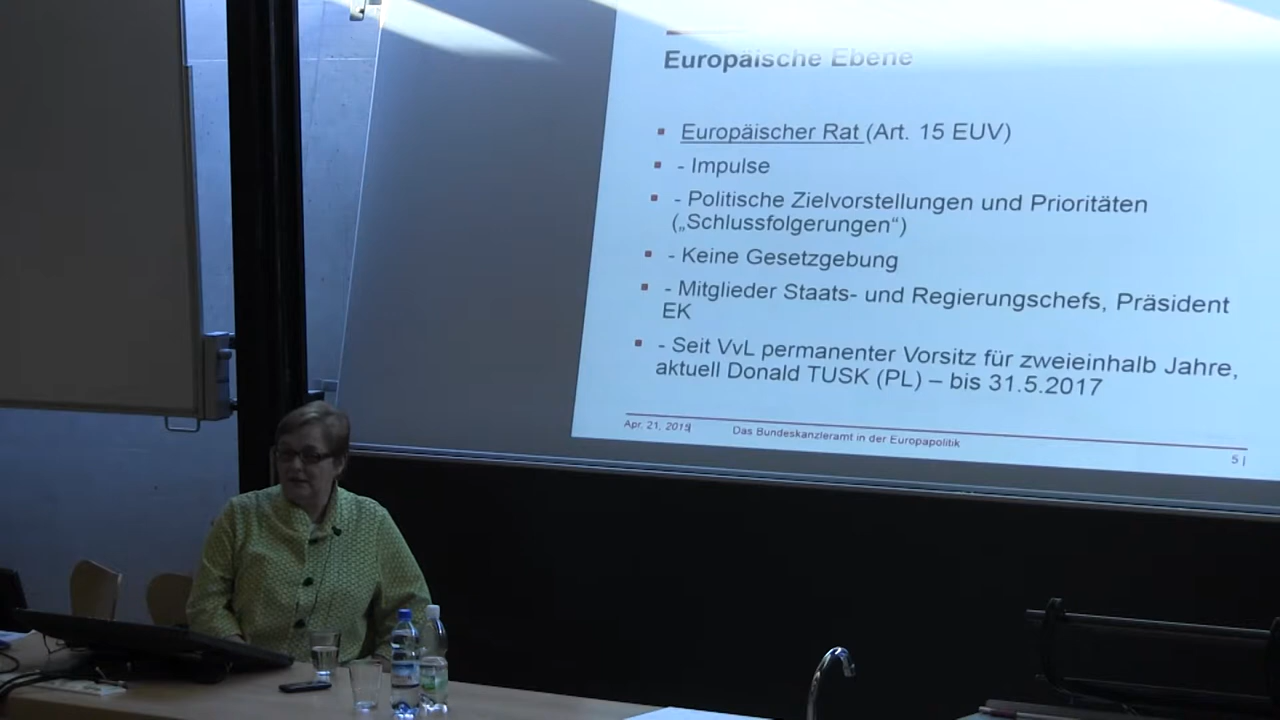 Europäische Ebene
Europäischer Rat (Art. 15 EUV)
- Impulse
- Politische Zielvorstellungen und Prioritäten
(„Schlussfolgerungen“)
- Keine Gesetzgebung
- Mitglieder Staats- und Regierungschefs, Präsident
EK
- Seit VvL permanenter Vorsitz für zweieinhalb Jahre,
aktuell Donald TUSK (PL) – bis 31.5.2017
Apr. 21, 2015| Das Bundeskanzleramt in der Europapolitik
5 |